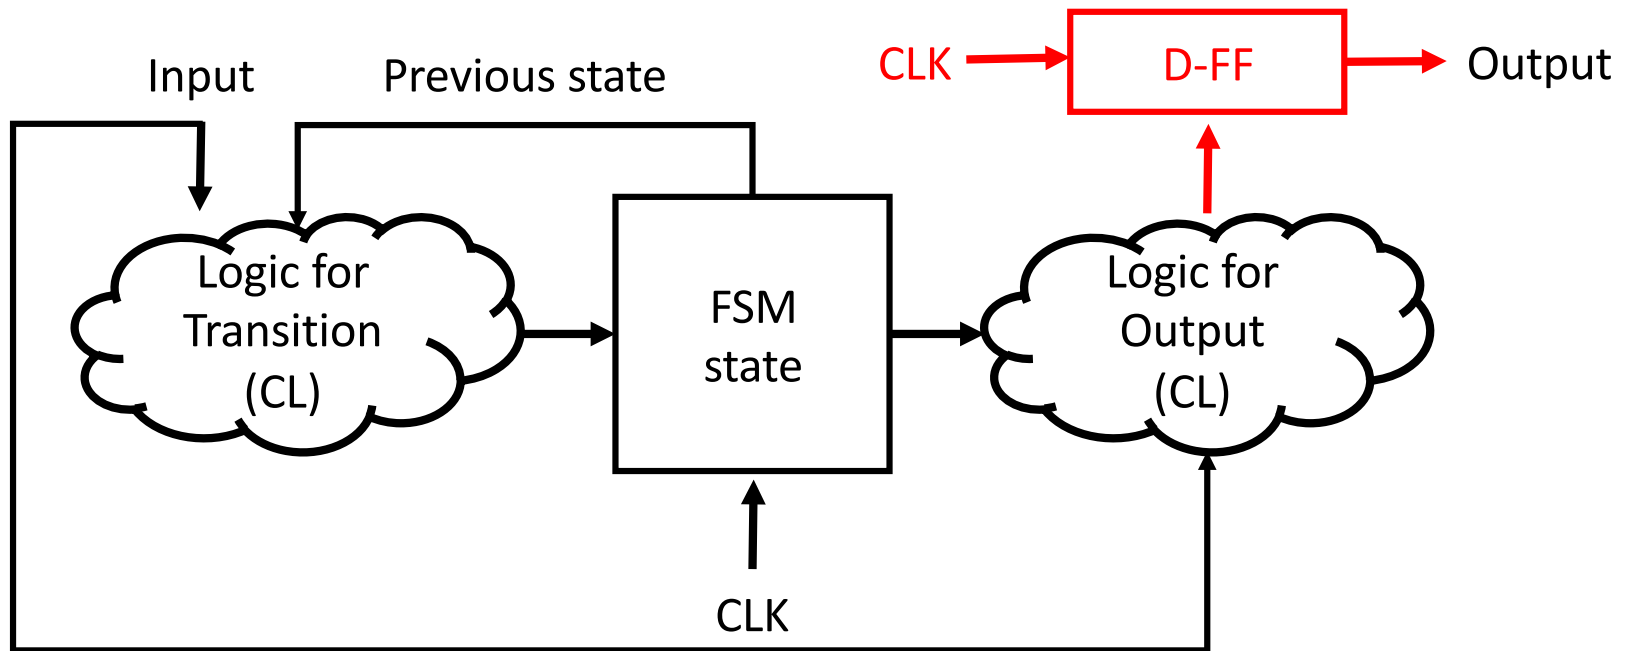 CLK
D-FF
Output
Input
Previous state
Logic for
Transition
(CL)
FSM
state
Logic for
Output
(CL)
CLK